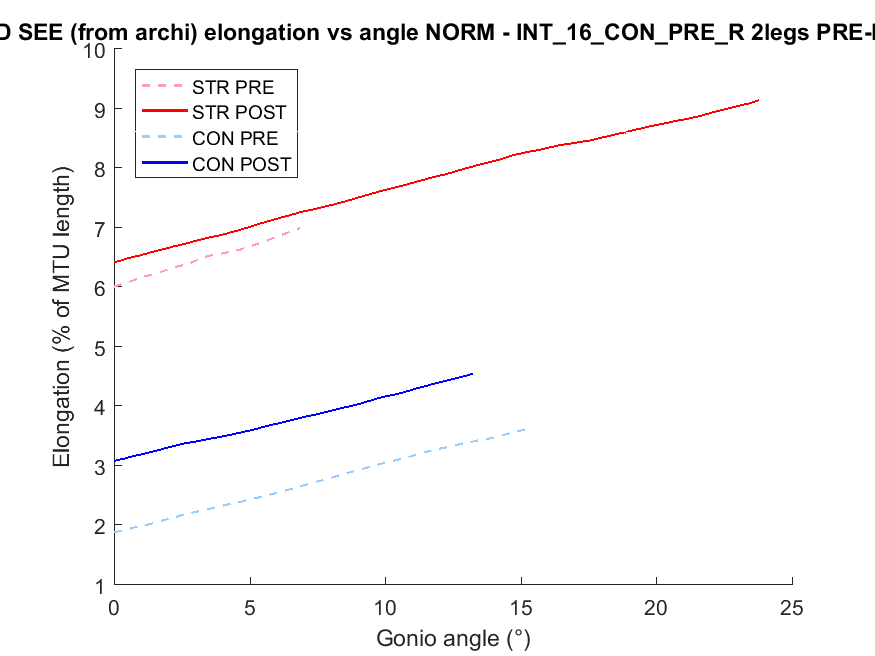 D SEE (from archi) elongation vs angle NORM - INT_16_CON_PRE_R 2legs PRE-
10
9
8
7
6
5
4
3
2
1
Elongation (% of MTU length)
STR PRE
STR POST
CON PRE
CON POST
0 5 10 15 20 25
Gonio angle (°)